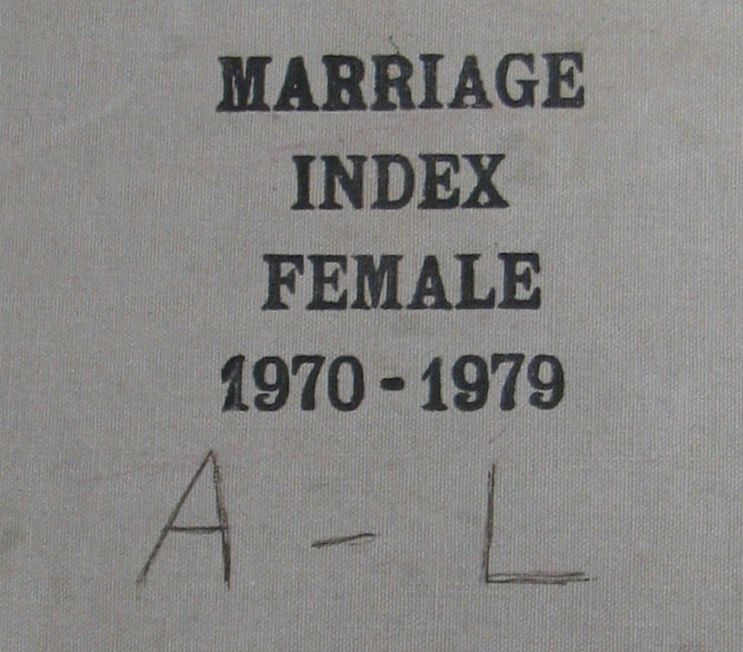 MARRIAGE
INDEX
FEMALE
1970 - 1979
A - L